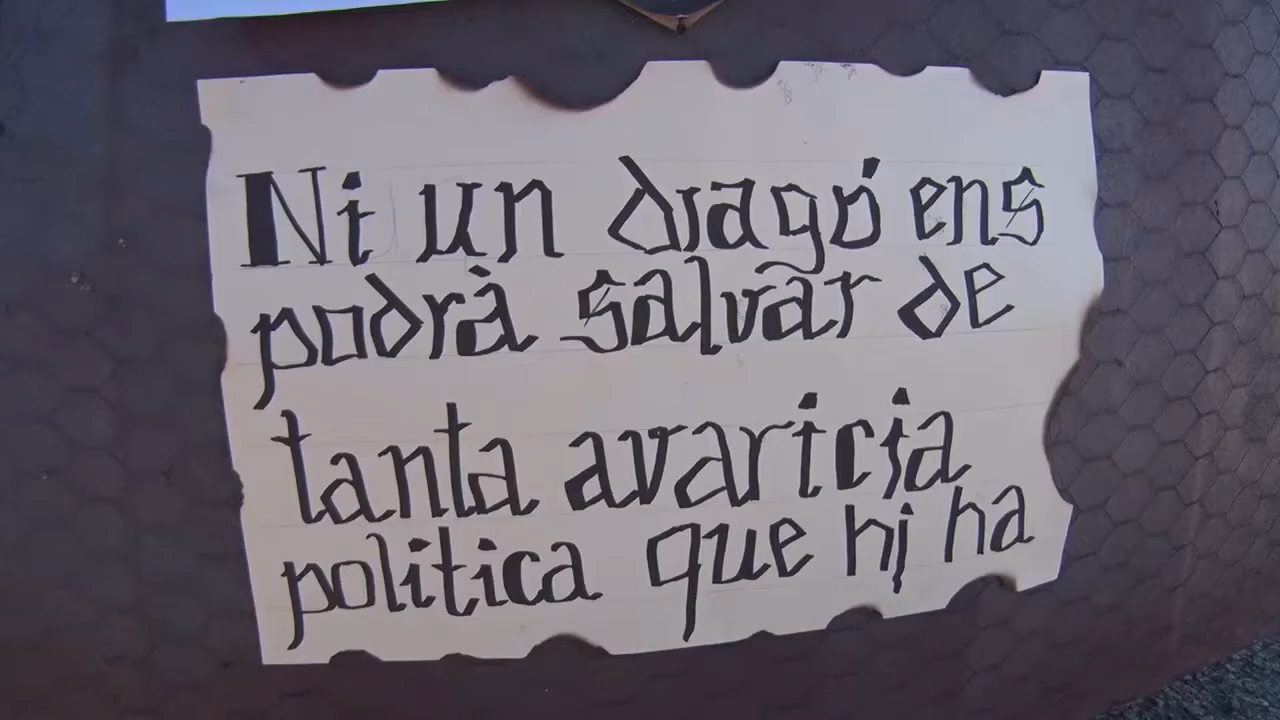 Ni un dragó ens
podrà salvar de
tanta avaricia
politica que hi ha